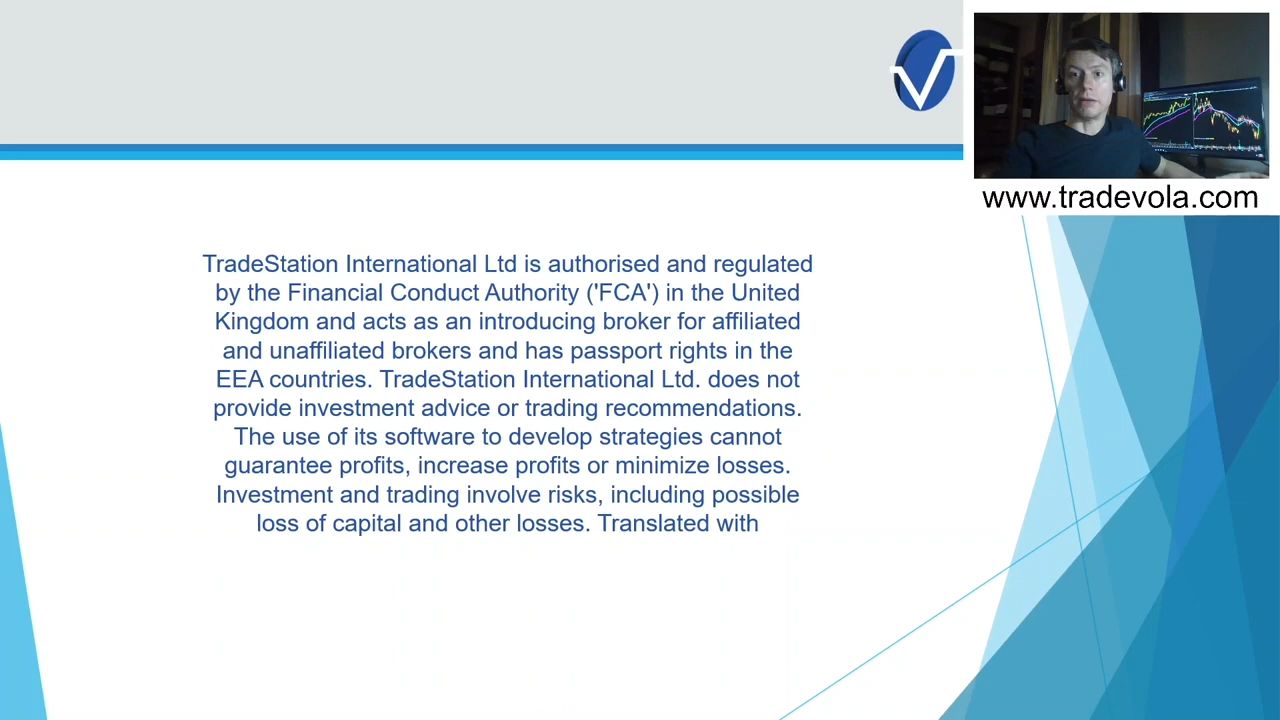 www.tradevola.com
TradeStation International Ltd is authorised and regulated
by the Financial Conduct Authority ('FCA') in the United
Kingdom and acts as an introducing broker for affiliated
and unaffiliated brokers and has passport rights in the
EEA countries. TradeStation International Ltd. does not
provide investment advice or trading recommendations.
The use of its software to develop strategies cannot
guarantee profits, increase profits or minimize losses.
Investment and trading involve risks, including possible
loss of capital and other losses. Translated with